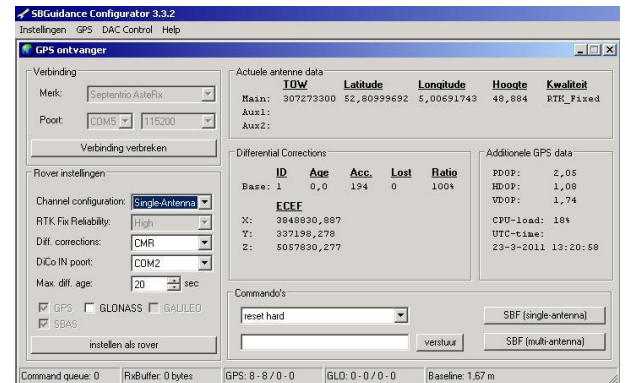 SBGuidance Configurator 3.3.2
Instellingen GPS DAC Control Help
GPS ontvanger
Verbinding
Merk: Septentrio AsteRx
Poort: COM5 115200
Verbinding verbreken
Rover instellingen
Channel configuration: Single-Antenna
RTK Fix Reliability: High
Diff. corrections: CMR
DiCo IN poort: COM2
Max. diff. age: 20 sec
GPS GLONASS GALILEO
SBAS
instellen als rover
Actuele antenne data
TOW Latitude Longitude Hoogte Kwaliteit
Main: 307273300 52,80999692 5,00691743 48,884 RTK_Fixed
Aux1:
Aux2:
Differential Corrections
ID Age Acc. Lost Ratio
Base: 1 0,0 194 0 100%
ECEF
X: 3848830,887
Y: 337198,278
Z: 5057830,277
Additionele GPS data
PDOP: 2,05
HDOP: 1,08
VDOP: 1,74
CPU-load: 18%
UTC-time:
23-3-2011 13:20:58
Commando's
reset hard
verstuur
SBF (single-antenna)
SBF (multi-antenna)
Command queue: 0 RxBuffer: 0 bytes GPS: 8 - 8 / 0 - 0 GLO: 0 - 0 / 0 - 0 Baseline: 1,67 m